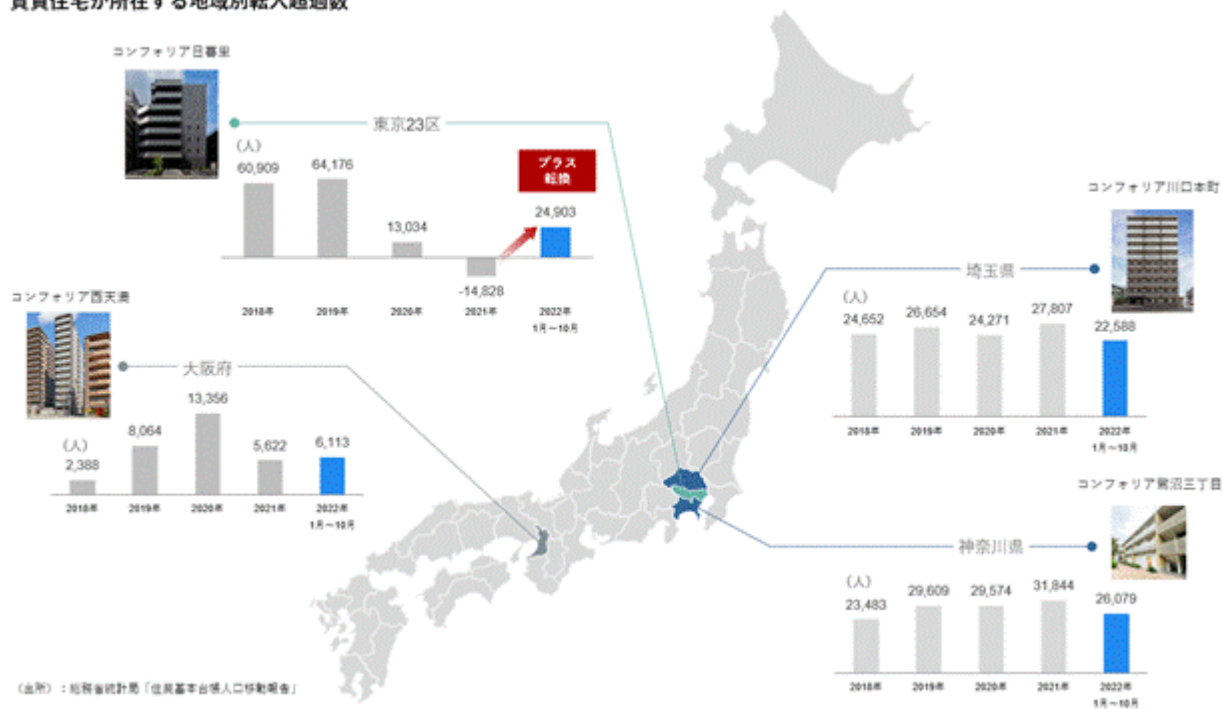 賃貸住宅が所在する地域別転入超過数
コンフォリア日暮里
東京23区
(人)
60,909
64,176
13,034
-14,828
24,903
プラス
転換
2018年
2019年
2020年
2021年
2022年
1月~10月
コンフォリア西天満
大阪府
(人)
2,388
8,064
13,356
5,622
6,113
2018年
2019年
2020年
2021年
2022年
1月~10月
コンフォリア川口本町
埼玉県
(人)
24,652
26,654
24,271
27,807
22,588
2018年
2019年
2020年
2021年
2022年
1月~10月
コンフォリア鷺沼三丁目
神奈川県
(人)
23,483
29,609
29,574
31,844
26,079
2018年
2019年
2020年
2021年
2022年
1月~10月
(出所):総務省統計局「住民基本台帳人口移動報告」